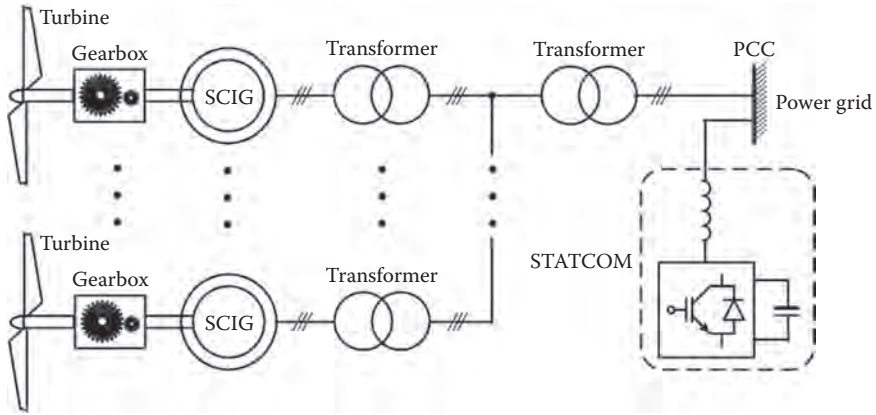 Turbine
Gearbox
SCIG
Transformer
Transformer
PCC
Power grid
Turbine
Gearbox
SCIG
Transformer
STATCOM